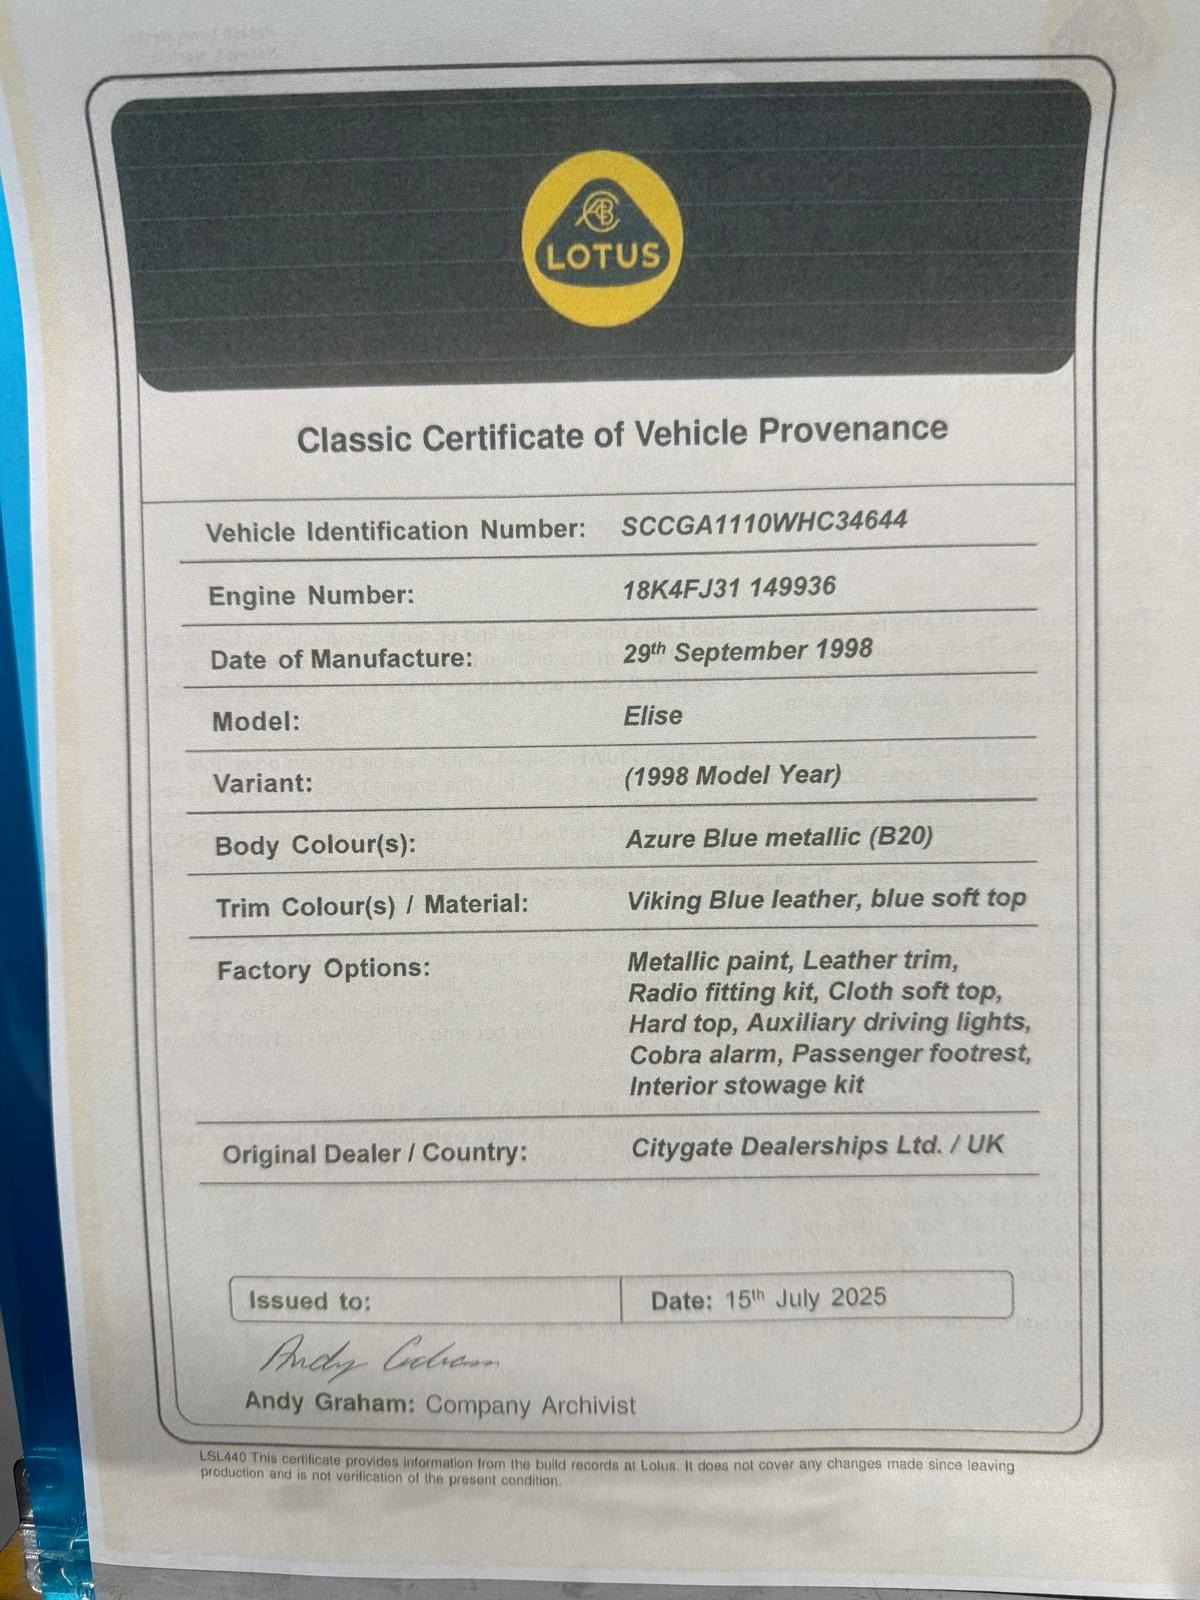 LOTUS
Classic Certificate of Vehicle Provenance
Vehicle Identification Number: SCCGA1110WHC34644
Engine Number: 18K4FJ31 149936
Date of Manufacture: 29th September 1998
Model: Elise
Variant: (1998 Model Year)
Body Colour(s): Azure Blue metallic (B20)
Trim Colour(s) / Material: Viking Blue leather, blue soft top
Factory Options: Metallic paint, Leather trim,
Radio fitting kit, Cloth soft top,
Hard top, Auxiliary driving lights,
Cobra alarm, Passenger footrest,
Interior stowage kit
Original Dealer / Country: Citygate Dealerships Ltd. / UK
Issued to: Date: 15th July 2025
Andy Graham
Andy Graham: Company Archivist
LSL440 This certificate provides information from the build records at Lotus. It does not cover any changes made since leaving
production and is not verification of the present condition.